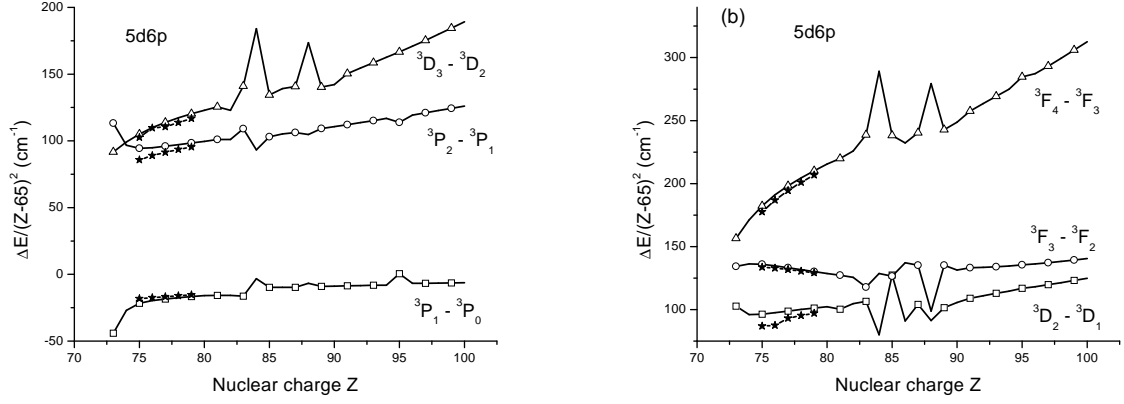 5d6p
200
150
100
50
0
-50
70 75 80 85 90 95 100
ΔE/(Z-65)² (cm⁻¹)
Nuclear charge Z
³D₃ - ³D₂
³P₂ - ³P₁
³P₁ - ³P₀
(b)
5d6p
300
250
200
150
100
70 75 80 85 90 95 100
ΔE/(Z-65)² (cm⁻¹)
Nuclear charge Z
³F₄ - ³F₃
³F₃ - ³F₂
³D₂ - ³D₁